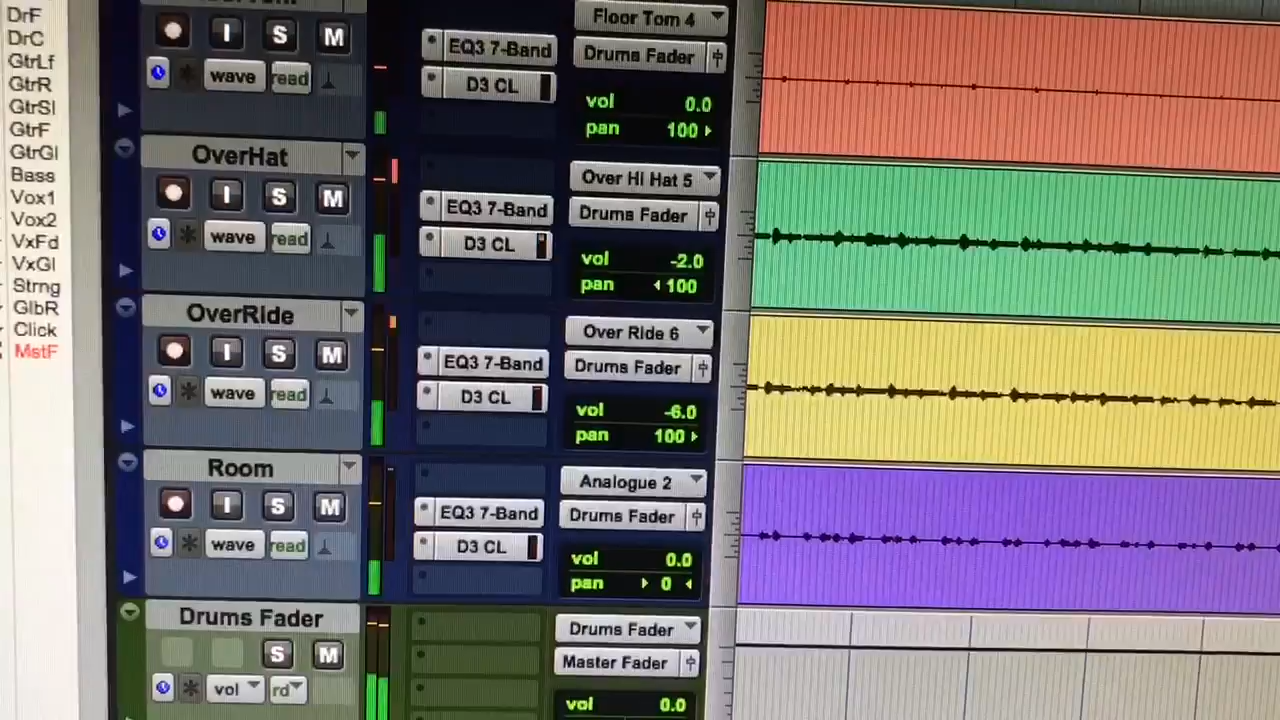 DrF
DrC
GtrLf
GtrR
GtrSl
GtrF
GtrGl
Bass
Vox1
Vox2
VxFd
VxGl
Strng
GlbR
Click
MstF
I S M
wave read
EQ3 7-Band
D3 CL
Floor Tom 4
Drums Fader
vol 0.0
pan 100
OverHat
I S M
wave read
EQ3 7-Band
D3 CL
Over Hi Hat 5
Drums Fader
vol -2.0
pan 100
OverRide
I S M
wave read
EQ3 7-Band
D3 CL
Over Ride 6
Drums Fader
vol -6.0
pan 100
Room
I S M
wave read
EQ3 7-Band
D3 CL
Analogue 2
Drums Fader
vol 0.0
pan 0
Drums Fader
S M
vol rd
Drums Fader
Master Fader
vol 0.0